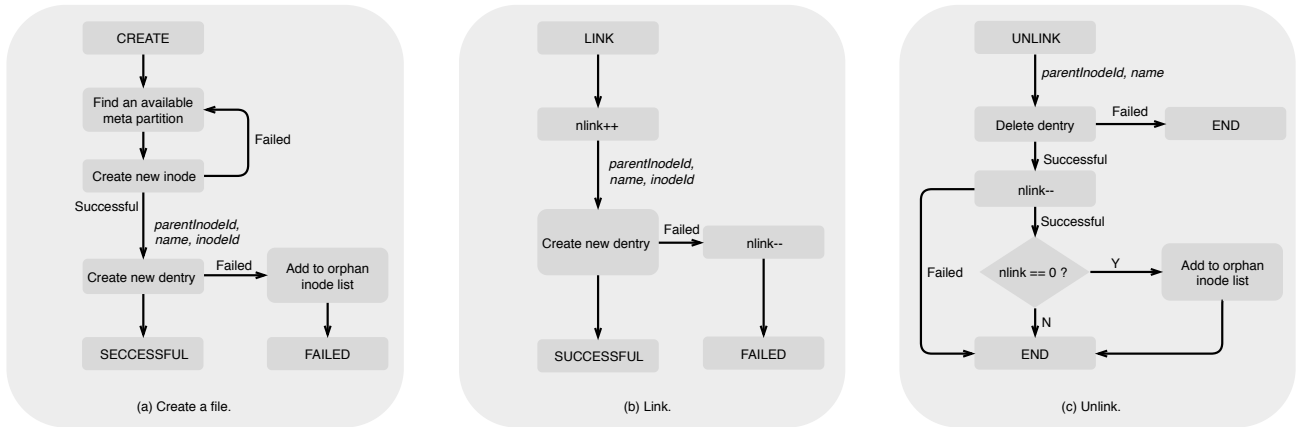 CREATE
Find an available
meta partition
Failed
Create new inode
Successful
parentInodeId,
name, inodeId
Create new dentry
Failed
Add to orphan
inode list
SECCESSFUL
FAILED
(a) Create a file.
LINK
nlink++
parentInodeId,
name, inodeId
Create new dentry
Failed
nlink--
SUCCESSFUL
FAILED
(b) Link.
UNLINK
parentInodeId, name
Delete dentry
Failed
END
Successful
nlink--
Successful
Failed
nlink == 0 ?
Y
Add to orphan
inode list
N
END
(c) Unlink.